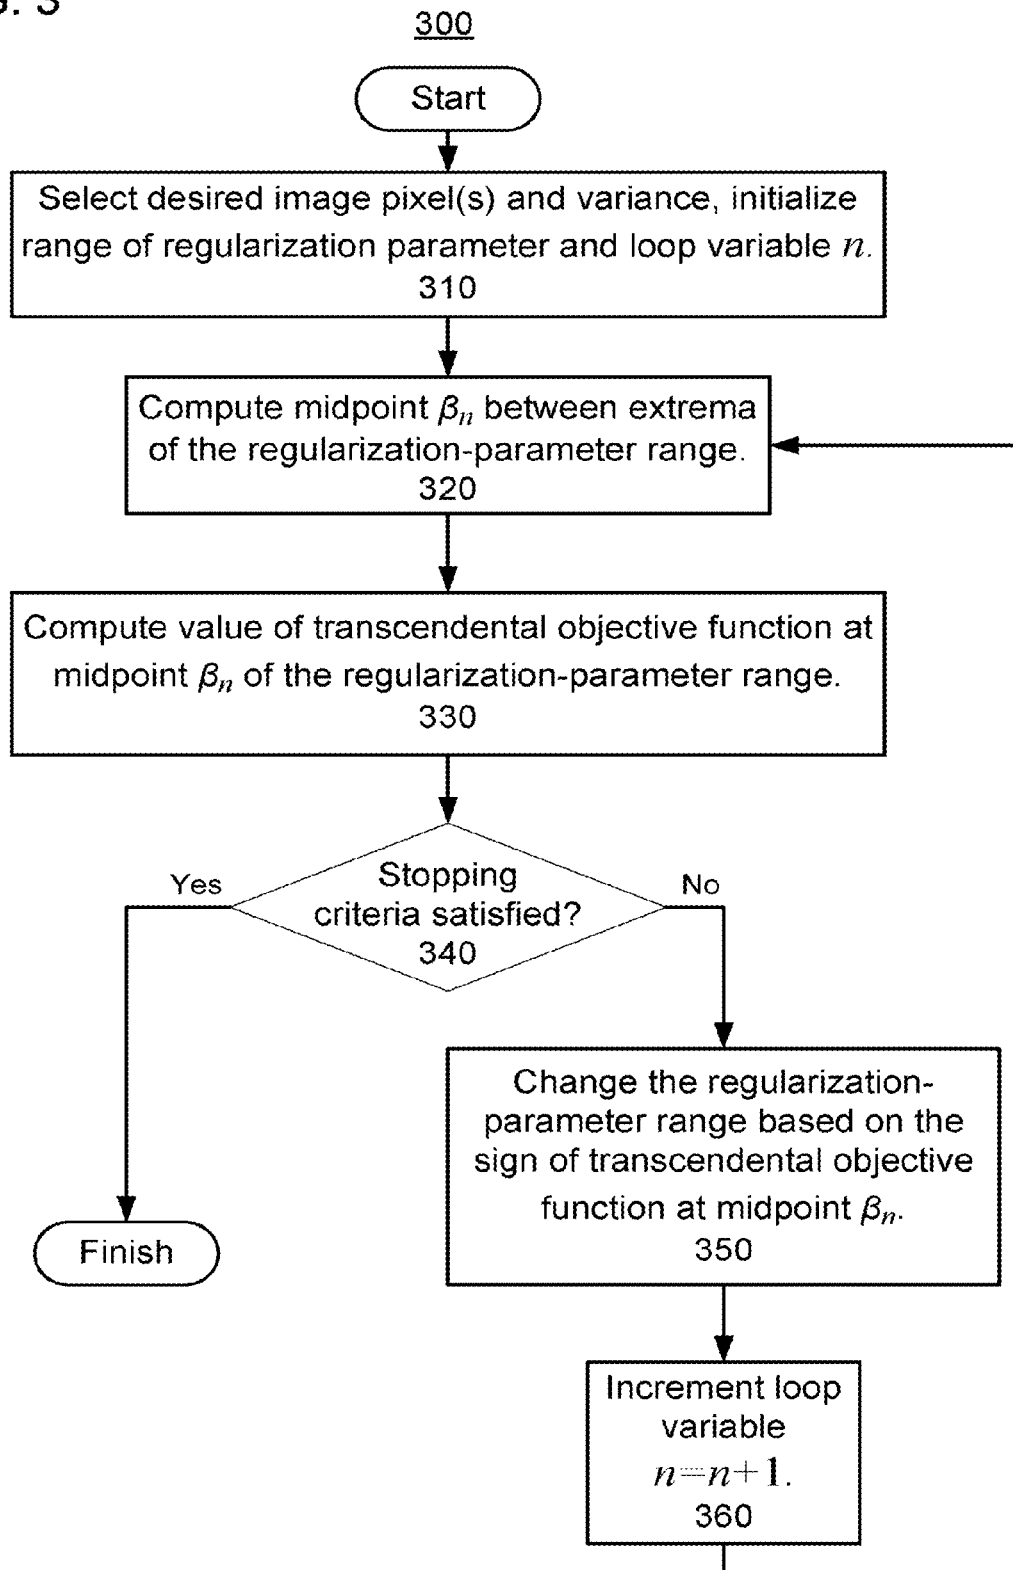 300
Start
Select desired image pixel(s) and variance, initialize
range of regularization parameter and loop variable n.
310
Compute midpoint βn between extrema
of the regularization-parameter range.
320
Compute value of transcendental objective function at
midpoint βn of the regularization-parameter range.
330
Stopping
criteria satisfied?
340
Yes
No
Change the regularization-
parameter range based on the
sign of transcendental objective
function at midpoint βn.
350
Finish
Increment loop
variable
n=n+1.
360